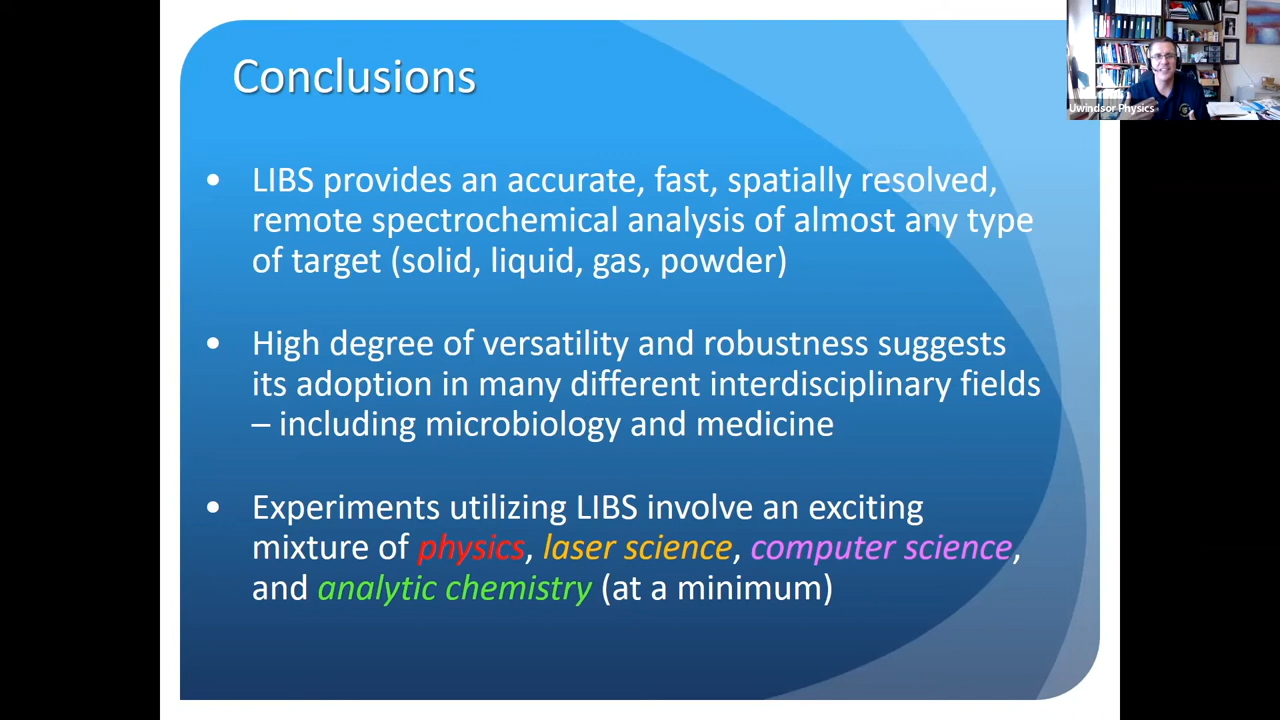 Conclusions
Uwindsor Physics
• LIBS provides an accurate, fast, spatially resolved,
remote spectrochemical analysis of almost any type
of target (solid, liquid, gas, powder)
• High degree of versatility and robustness suggests
its adoption in many different interdisciplinary fields
– including microbiology and medicine
• Experiments utilizing LIBS involve an exciting
mixture of physics, laser science, computer science,
and analytic chemistry (at a minimum)